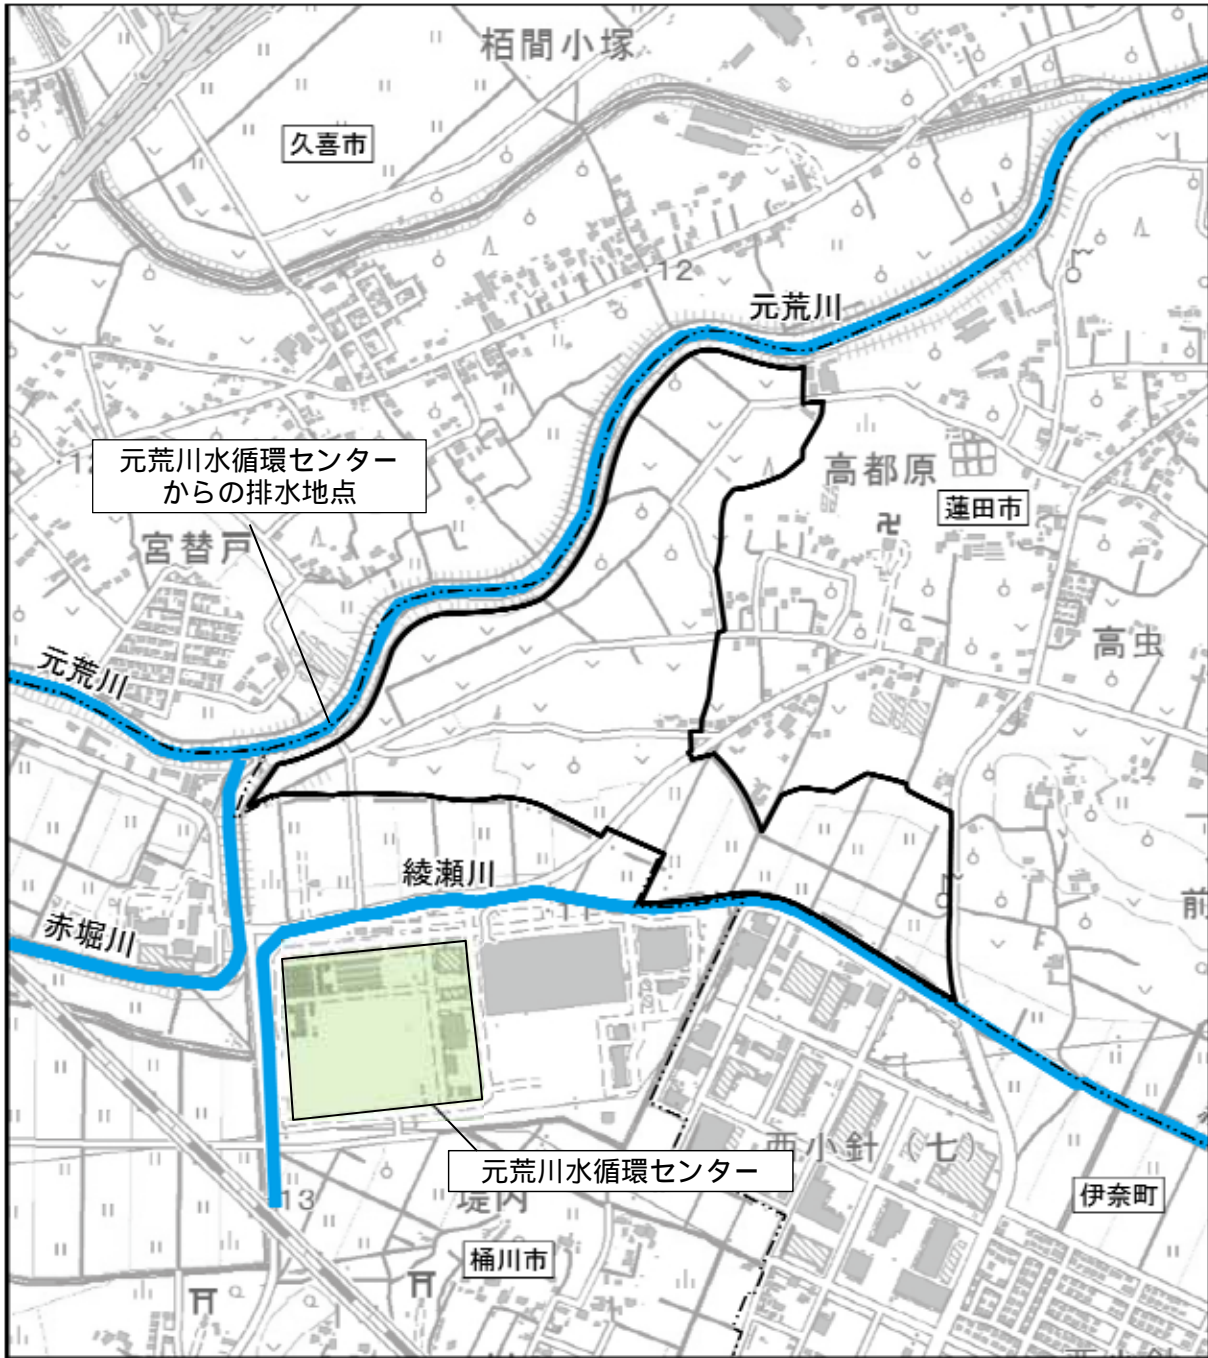 栢間小塚
久喜市
12
元荒川
元荒川水循環センター
からの排水地点
高都原
蓮田市
宮替戸
高虫
元荒川
綾瀬川
前
11
赤堀川
西小針（七）
元荒川水循環センター
13
堤内
伊奈町
桶川市